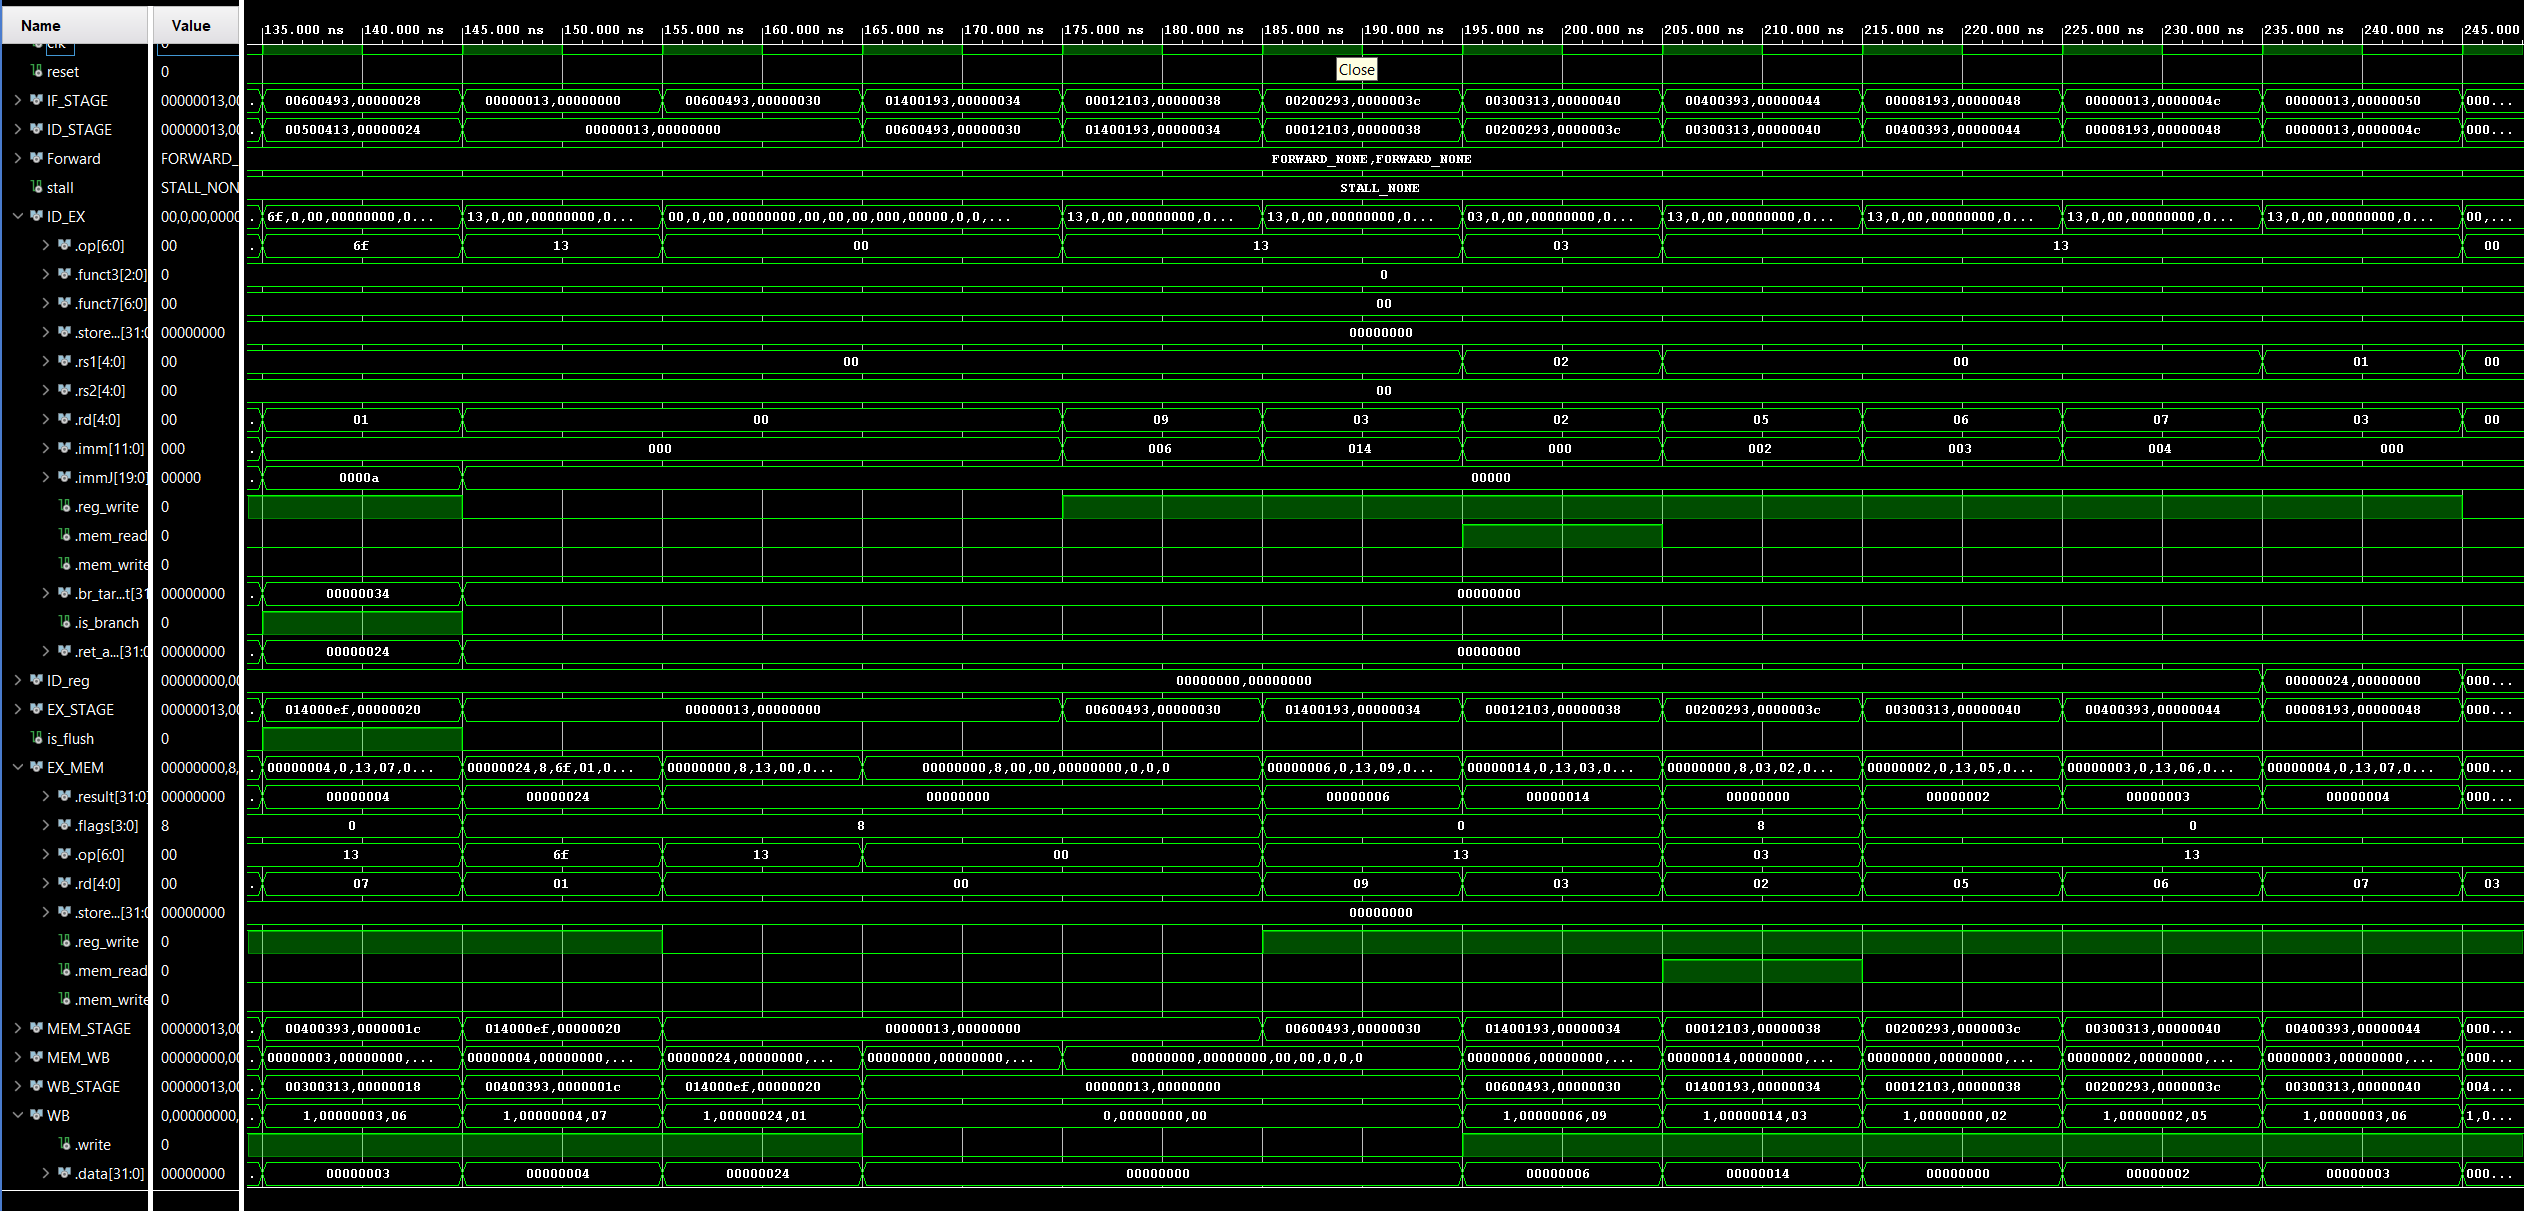 Name Value 135.000 ns 140.000 ns 145.000 ns 150.000 ns 155.000 ns 160.000 ns 165.000 ns 170.000 ns 175.000 ns 180.000 ns 185.000 ns 190.000 ns 195.000 ns 200.000 ns 205.000 ns 210.000 ns 215.000 ns 220.000 ns 225.000 ns 230.000 ns 235.000 ns 240.000 ns 245.000
clk 0
reset 0
Close
IF_STAGE 00000013,00 00600493,00000028 00000013,00000000 00600493,00000030 01400193,00000034 00012103,00000038 00200293,0000003c 00300313,00000040 00400393,00000044 00008193,00000048 00000013,0000004c 00000013,00000050 000...
ID_STAGE 00000013,00 00500413,00000024 00000013,00000000 00600493,00000030 01400193,00000034 00012103,00000038 00200293,0000003c 00300313,00000040 00400393,00000044 00008193,00000048 00000013,0000004c 000...
Forward FORWARD_ FORWARD_NONE,FORWARD_NONE
stall STALL_NON STALL_NONE
ID_EX 00,0,00,0000 6f,0,00,00000000,0... 13,0,00,00000000,0... 00,0,00,00000000,00,00,00,000,00000,0,0,... 13,0,00,00000000,0... 13,0,00,00000000,0... 03,0,00,00000000,0... 13,0,00,00000000,0... 13,0,00,00000000,0... 13,0,00,00000000,0... 13,0,00,00000000,0... 00,...
.op[6:0] 00 6f 13 00 13 03 13 00
.funct3[2:0] 0 0
.funct7[6:0] 00 00
.store...[31:0 00000000 00000000
.rs1[4:0] 00 00 02 00 01 00
.rs2[4:0] 00 00
.rd[4:0] 00 01 00 09 03 02 05 06 07 03 00
.imm[11:0] 000 000 006 014 000 002 003 004 000
.immJ[19:0] 00000 0000a 00000
.reg_write 0
.mem_read 0
.mem_write 0
.br_tar...t[31 00000000 00000034 00000000
.is_branch 0
.ret_a...[31:0 00000000 00000024 00000000
ID_reg 00000000,00 00000000,00000000 00000024,00000000 000...
EX_STAGE 00000013,00 014000ef,00000020 00000013,00000000 00600493,00000030 01400193,00000034 00012103,00000038 00200293,0000003c 00300313,00000040 00400393,00000044 00008193,00000048 000...
is_flush 0
EX_MEM 00000000,8, 00000004,0,13,07,0... 00000024,8,6f,01,0... 00000000,8,13,00,0... 00000000,8,00,00,00000000,0,0,0 00000006,0,13,09,0... 00000014,0,13,03,0... 00000000,8,03,02,0... 00000002,0,13,05,0... 00000003,0,13,06,0... 00000004,0,13,07,0... 000...
.result[31:0] 00000000 00000004 00000024 00000000 00000006 00000014 00000000 00000002 00000003 00000004 000...
.flags[3:0] 8 0 8 0 8 0
.op[6:0] 00 13 6f 13 00 13 03 13
.rd[4:0] 00 07 01 00 09 03 02 05 06 07 03
.store...[31:0 00000000 00000000
.reg_write 0
.mem_read 0
.mem_write 0
MEM_STAGE 00000013,00 00400393,0000001c 014000ef,00000020 00000013,00000000 00600493,00000030 01400193,00000034 00012103,00000038 00200293,0000003c 00300313,00000040 00400393,00000044 000...
MEM_WB 00000000,00 00000003,00000000,... 00000004,00000000,... 00000024,00000000,... 00000000,00000000,... 00000000,00000000,00,00,0,0,0 00000006,00000000,... 00000014,00000000,... 00000000,00000000,... 00000002,00000000,... 00000003,00000000,... 000...
WB_STAGE 00000013,00 00300313,00000018 00400393,0000001c 014000ef,00000020 00000013,00000000 00600493,00000030 01400193,00000034 00012103,00000038 00200293,0000003c 00300313,00000040 004...
WB 0,00000000, 1,00000003,06 1,00000004,07 1,00000024,01 0,00000000,00 1,00000006,09 1,00000014,03 1,00000000,02 1,00000002,05 1,00000003,06 1,0...
.write 0
.data[31:0] 00000000 00000003 00000004 00000024 00000000 00000006 00000014 00000000 00000002 00000003 000...